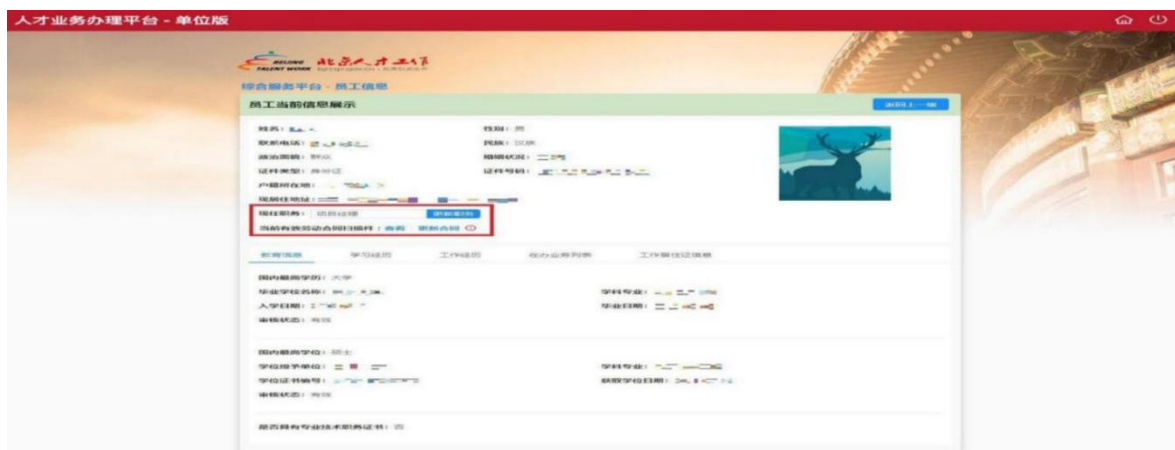 人才业务办理平台 - 单位版
BEIJING TALENT WORK 北京人才工作
综合服务平台 - 员工信息
员工当前信息展示 返回上一级
姓名： 性别：男
联系电话： 民族：汉族
政治面貌：群众 婚姻状况：
证件类型：身份证 证件号码：
户籍所在地：
现居住地址：
现任职务：项目经理 更新职务
当前有效劳动合同扫描件：查看 更新合同
教育信息 学习经历 工作经历 在办业务列表 工作居住证信息
国内最高学历：大学
毕业学校名称： 学科专业：
入学日期： 毕业日期：
审核状态：有效
国内最高学位：硕士
学位授予单位： 学科专业：
学位证书编号： 获取学位日期：
审核状态：有效
是否具有专业技术职务证书：否